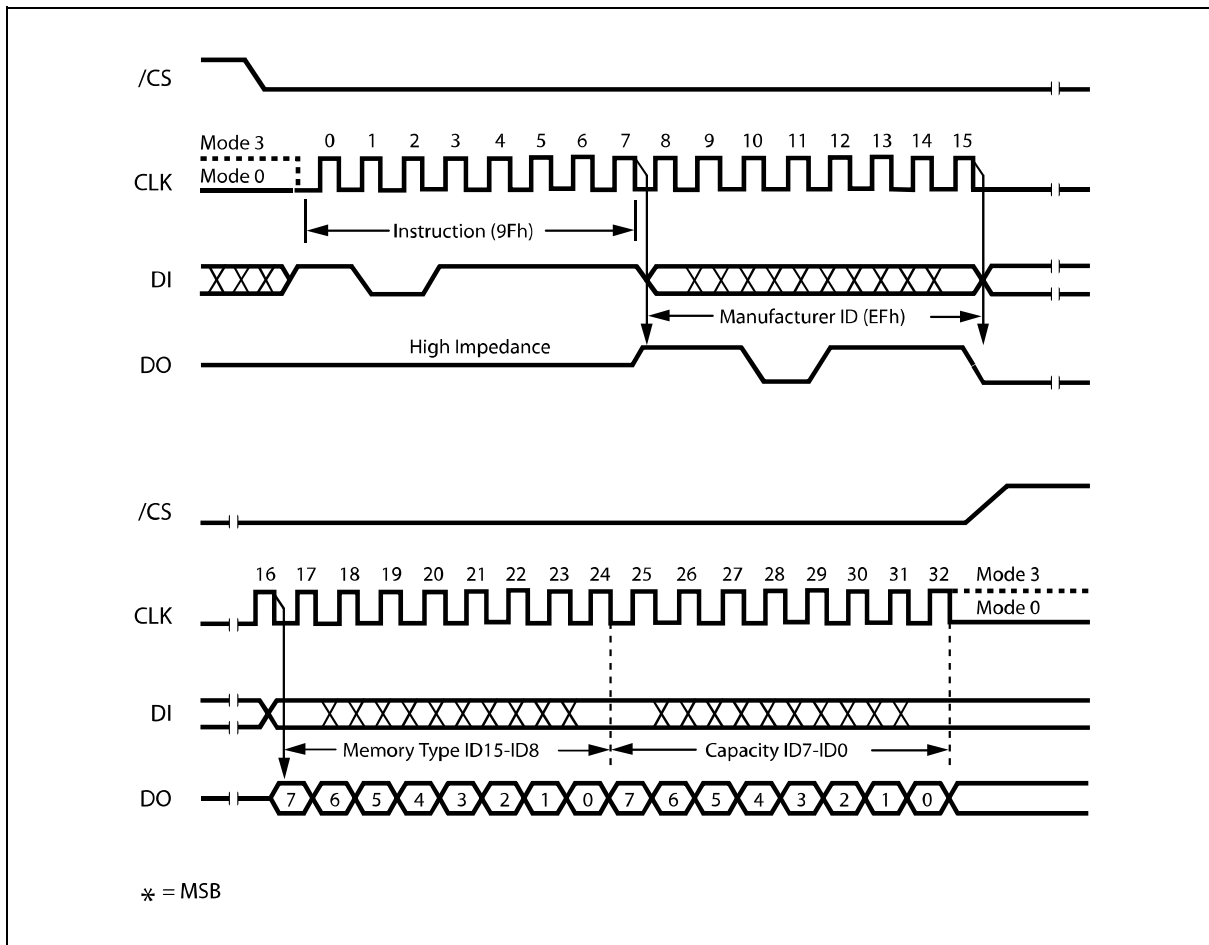 /CS
Mode 3
0 1 2 3 4 5 6 7 8 9 10 11 12 13 14 15
CLK
Mode 0
Instruction (9Fh)
DI
Manufacturer ID (EFh)
High Impedance
DO
/CS
16 17 18 19 20 21 22 23 24 25 26 27 28 29 30 31 32
Mode 3
CLK
Mode 0
DI
Memory Type ID15-ID8
Capacity ID7-ID0
DO
7 6 5 4 3 2 1 0 7 6 5 4 3 2 1 0
* = MSB